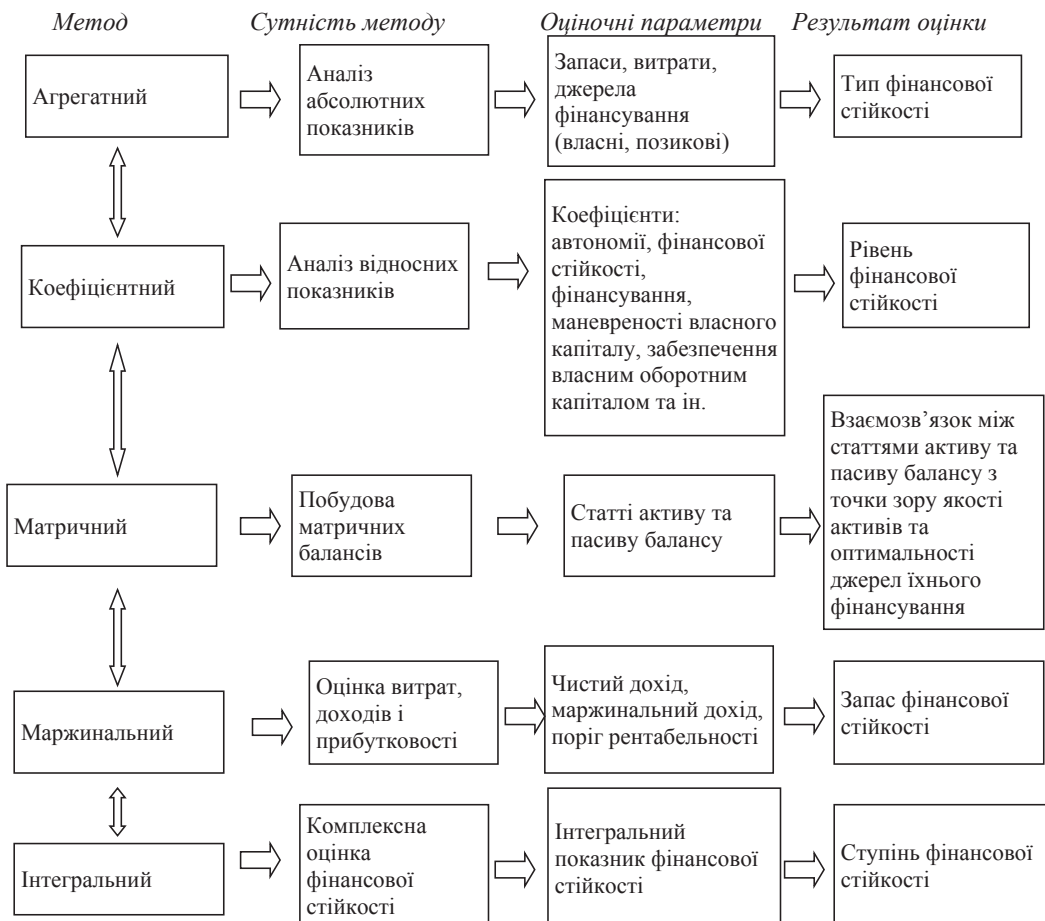 Метод Сутність методу Оціночні параметри Результат оцінки
Агрегатний
Аналіз
абсолютних
показників
Запаси, витрати,
джерела
фінансування
(власні, позикові)
Тип фінансової
стійкості
Коефіцієнтний
Аналіз відносних
показників
Коефіцієнти:
автономії, фінансової
стійкості,
фінансування,
маневреності власного
капіталу, забезпечення
власним оборотним
капіталом та ін.
Рівень
фінансової
стійкості
Матричний
Побудова
матричних
балансів
Статті активу та
пасиву балансу
Взаємозв’язок між
статтями активу та
пасиву балансу з
точки зору якості
активів та
оптимальності
джерел їхнього
фінансування
Маржинальний
Оцінка витрат,
доходів і
прибутковості
Чистий дохід,
маржинальний дохід,
поріг рентабельності
Запас фінансової
стійкості
Інтегральний
Комплексна
оцінка
фінансової
стійкості
Інтегральний
показник фінансової
стійкості
Ступінь фінансової
стійкості